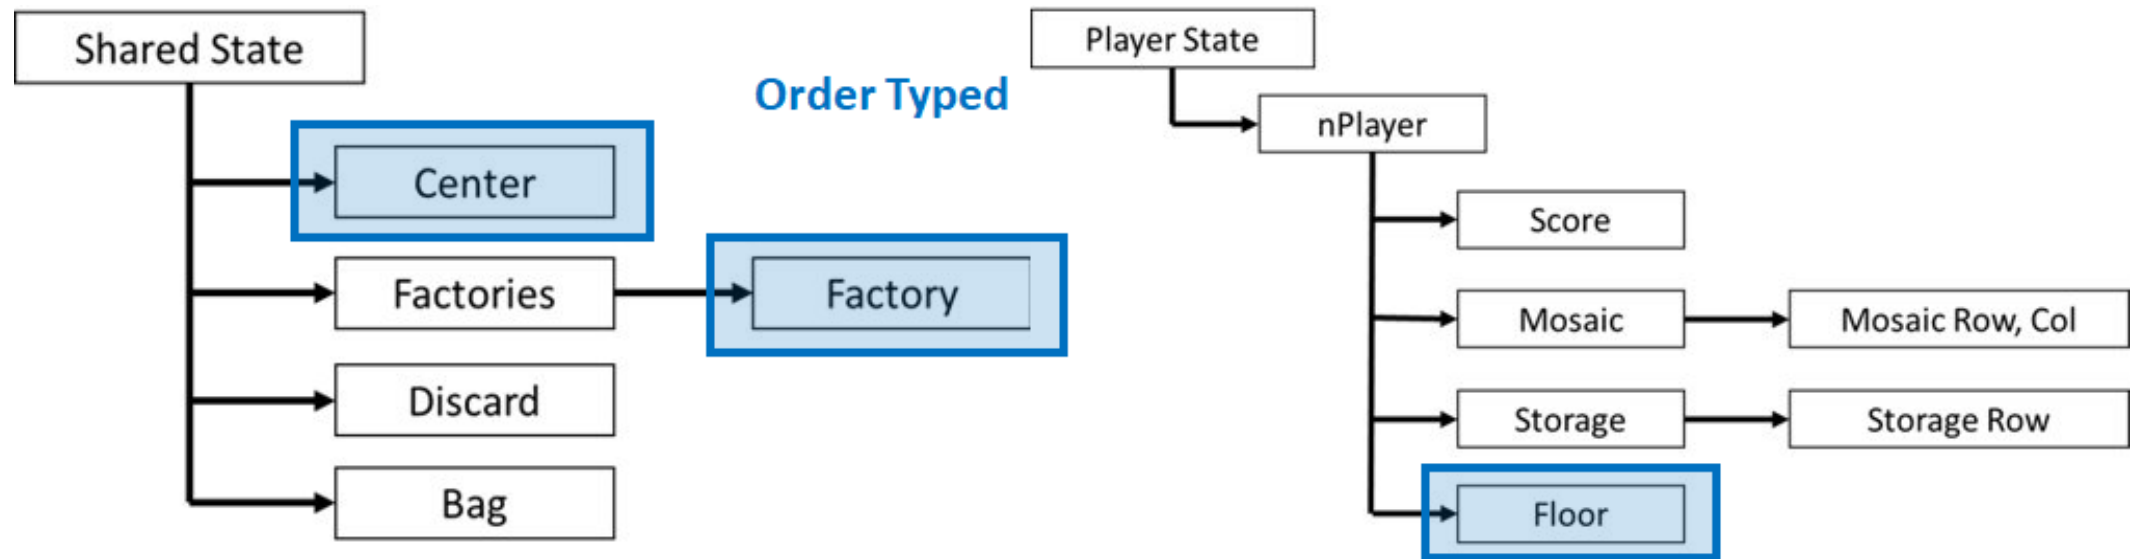 Shared State
Center
Factories
Factory
Discard
Bag
Order Typed
Player State
nPlayer
Score
Mosaic
Mosaic Row, Col
Storage
Storage Row
Floor